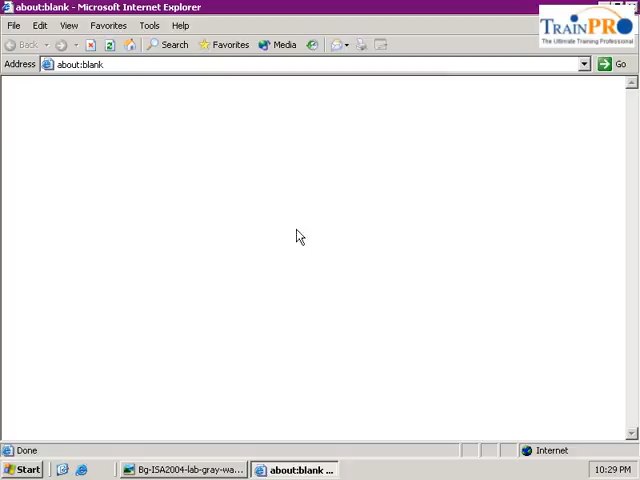 about:blank - Microsoft Internet Explorer
TrainPRO
The Ultimate Training Professional
File Edit View Favorites Tools Help
Back Search Favorites Media
Address about:blank Go
Done Internet
Start Bg-ISA2004-lab-gray-wa... about:blank ... 10:29 PM